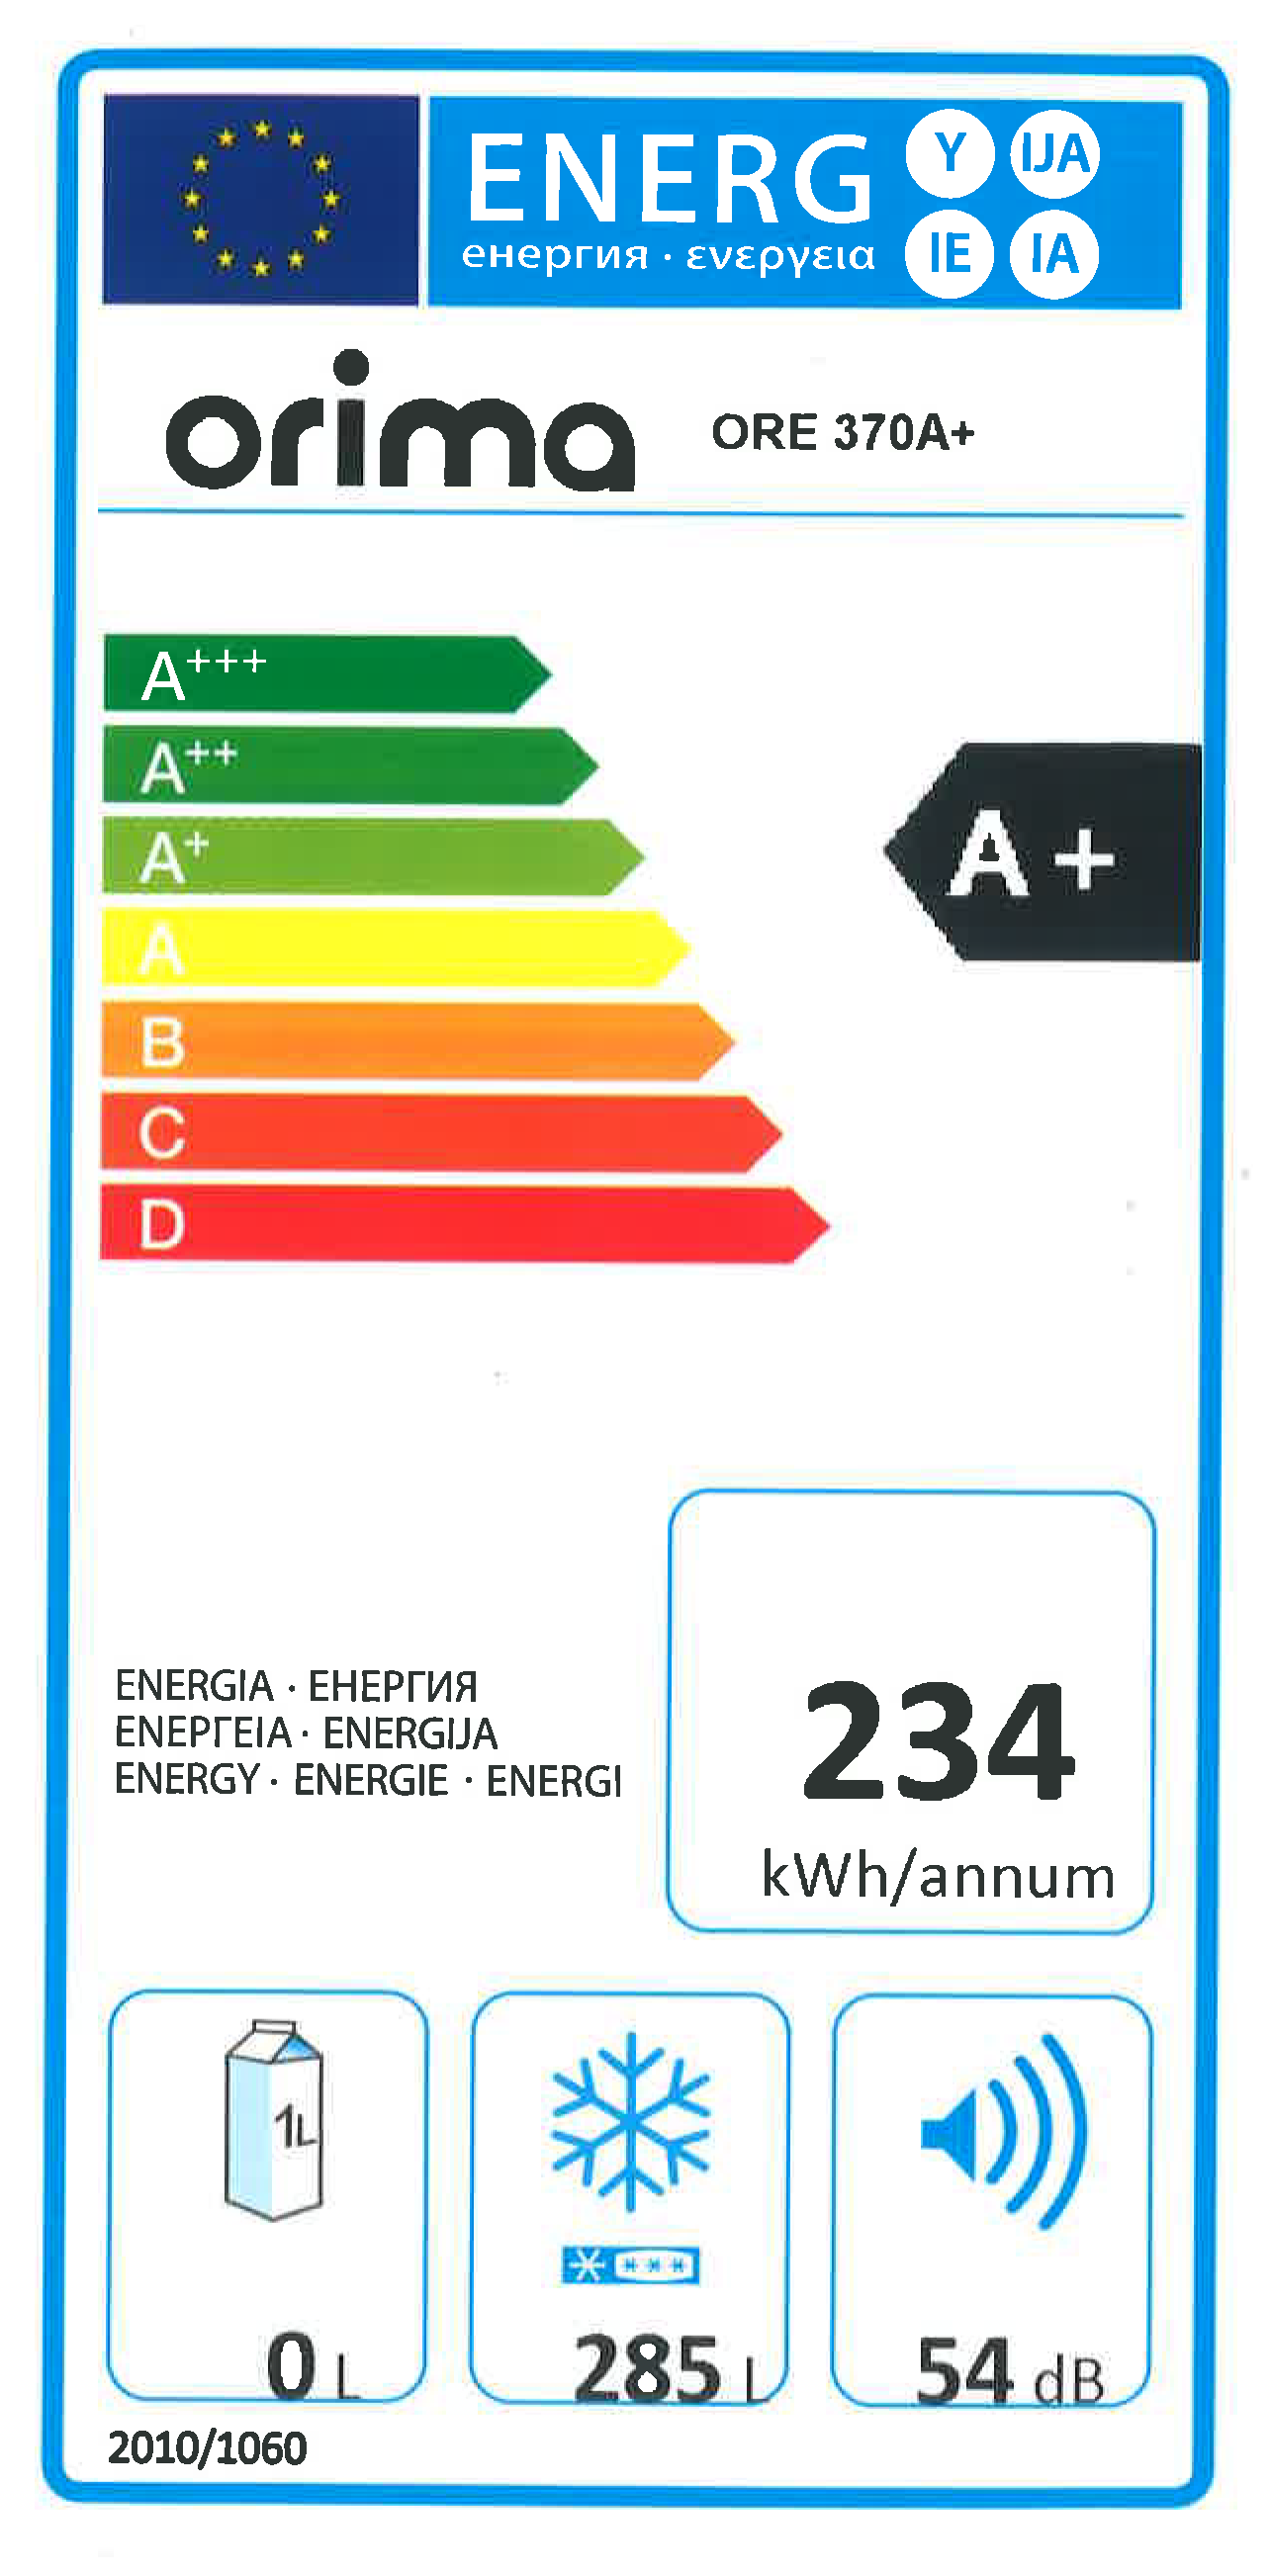 ENERG Y IJA
енергия · ενεργεια IE IA
orima ORE 370A+
A+++
A++
A+
A +
A
B
C
D
ENERGIA · ЕНЕРГИЯ
ΕΝΕΡΓΕΙΑ · ENERGIJA
ENERGY · ENERGIE · ENERGI
234
kWh/annum
1L
0 L
285 L
54 dB
2010/1060